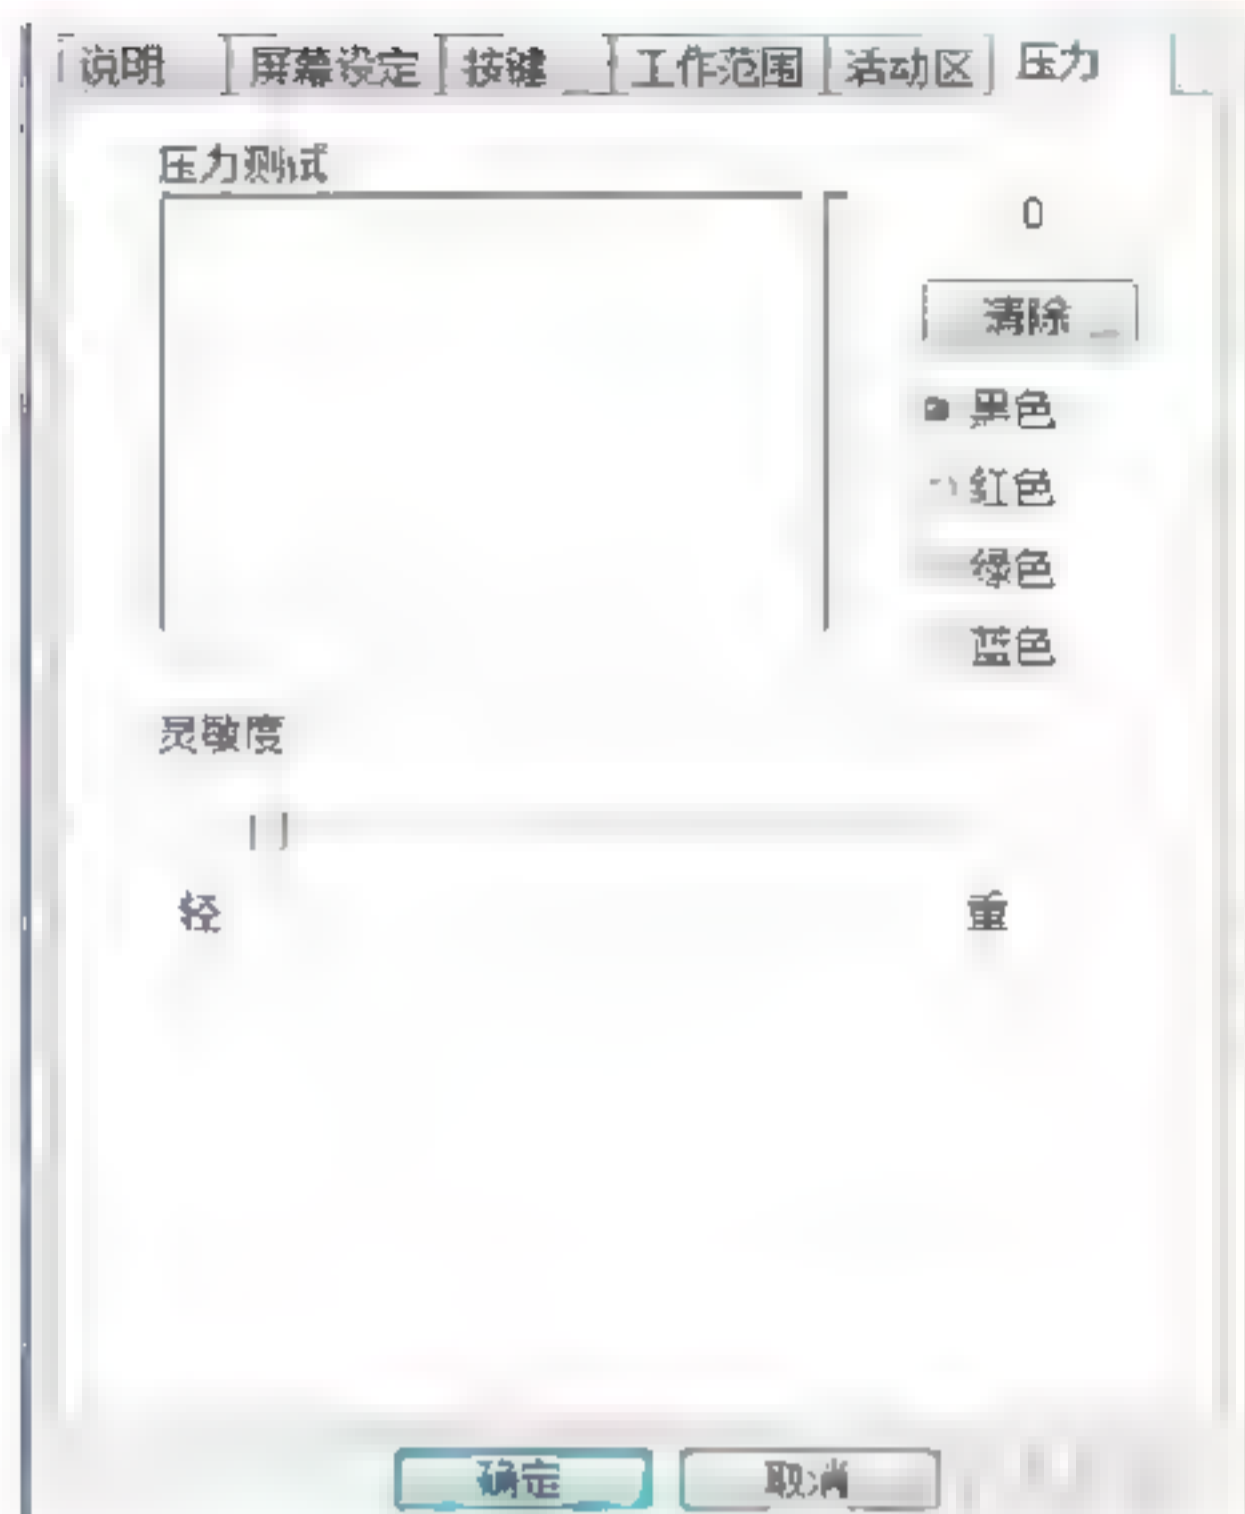 说明 屏幕设定 按键 工作范围 活动区 压力
压力测试
0
清除
黑色
红色
绿色
蓝色
灵敏度
轻 重
确定 取消